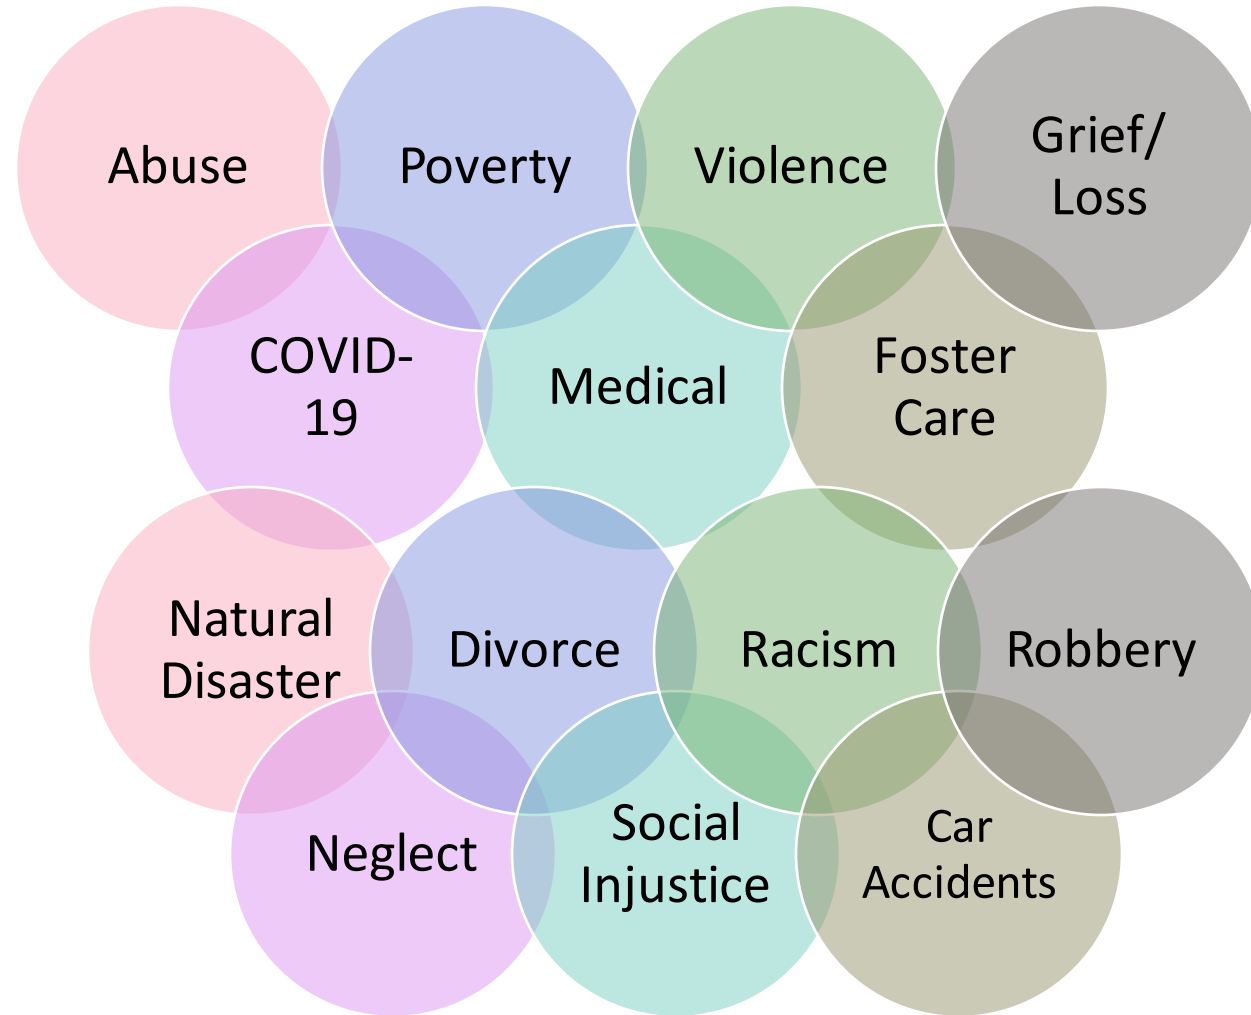 Abuse
Poverty
Violence
Grief/
Loss
COVID-
19
Medical
Foster
Care
Natural
Disaster
Divorce
Racism
Robbery
Neglect
Social
Injustice
Car
Accidents